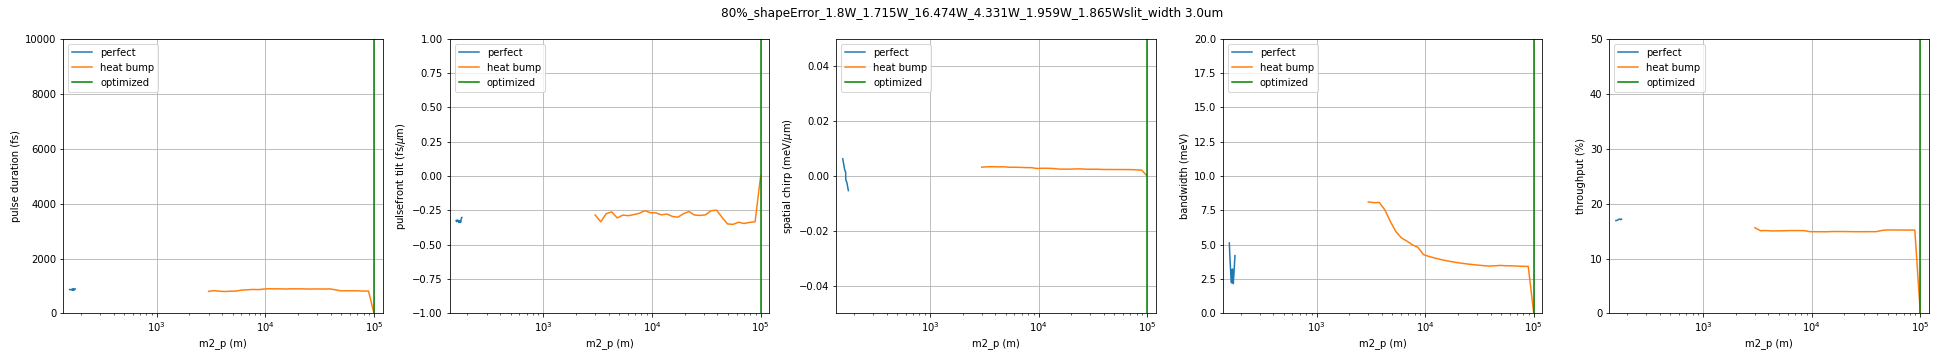 80%_shapeError_1.8W_1.715W_16.474W_4.331W_1.959W_1.865Wslit_width 3.0um
pulse duration (fs)
10000
8000
6000
4000
2000
0
perfect
heat bump
optimized
10³
10⁴
10⁵
m2_p (m)
pulsefront tilt (fs/μm)
1.00
0.75
0.50
0.25
0.00
−0.25
−0.50
−0.75
−1.00
perfect
heat bump
optimized
10³
10⁴
10⁵
m2_p (m)
spatial chirp (meV/μm)
0.04
0.02
0.00
−0.02
−0.04
perfect
heat bump
optimized
10³
10⁴
10⁵
m2_p (m)
bandwidth (meV)
20.0
17.5
15.0
12.5
10.0
7.5
5.0
2.5
0.0
perfect
heat bump
optimized
10³
10⁴
10⁵
m2_p (m)
throughput (%)
50
40
30
20
10
0
perfect
heat bump
optimized
10³
10⁴
10⁵
m2_p (m)